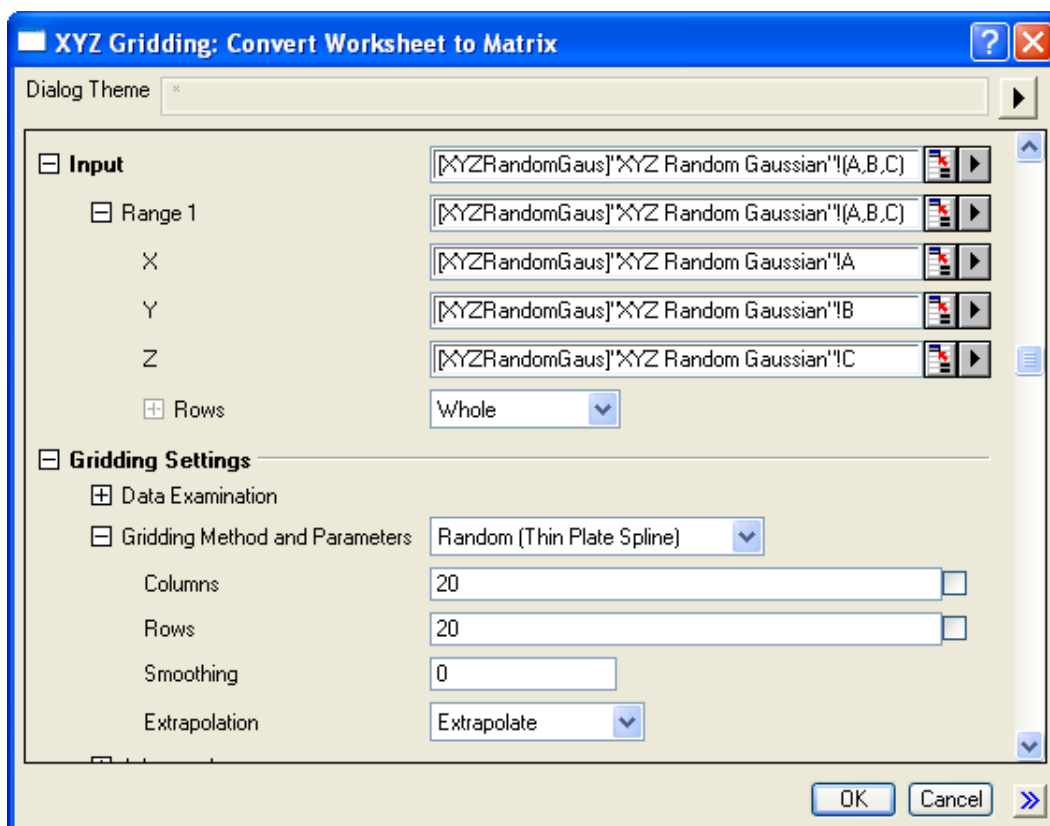 XYZ Gridding: Convert Worksheet to Matrix
Dialog Theme *
Input [XYZRandomGaus]"XYZ Random Gaussian"!(A,B,C)
Range 1 [XYZRandomGaus]"XYZ Random Gaussian"!(A,B,C)
X [XYZRandomGaus]"XYZ Random Gaussian"!A
Y [XYZRandomGaus]"XYZ Random Gaussian"!B
Z [XYZRandomGaus]"XYZ Random Gaussian"!C
Rows Whole
Gridding Settings
Data Examination
Gridding Method and Parameters Random (Thin Plate Spline)
Columns 20
Rows 20
Smoothing 0
Extrapolation Extrapolate
OK Cancel